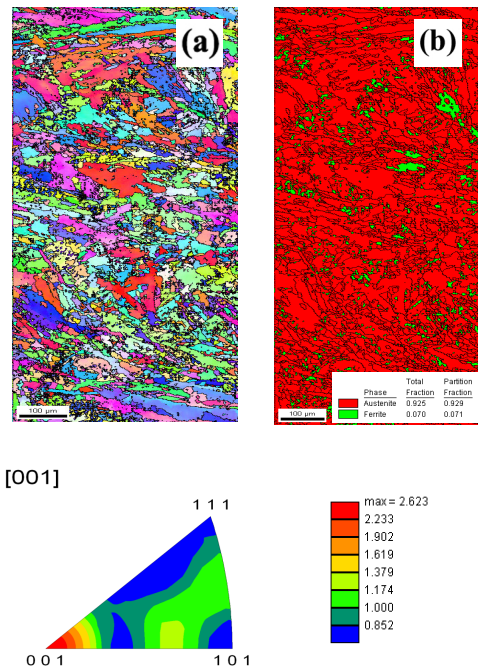 (a)
(b)
Total Partition
Phase Fraction Fraction
Austenite 0.925 0.929
Ferrite 0.070 0.071
100 µm
100 µm
[001]
1 1 1
max = 2.623
2.233
1.902
1.619
1.379
1.174
1.000
0.852
0 0 1
1 0 1